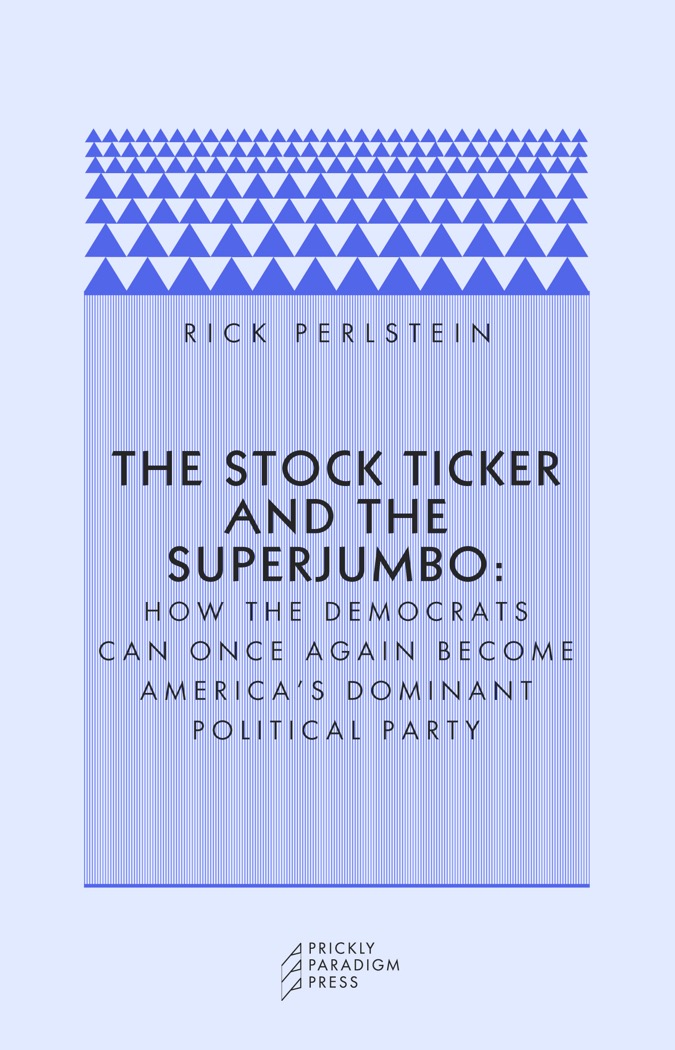 RICK PERLSTEIN
THE STOCK TICKER
AND THE
SUPERJUMBO:
HOW THE DEMOCRATS
CAN ONCE AGAIN BECOME
AMERICA'S DOMINANT
POLITICAL PARTY
PRICKLY
PARADIGM
PRESS